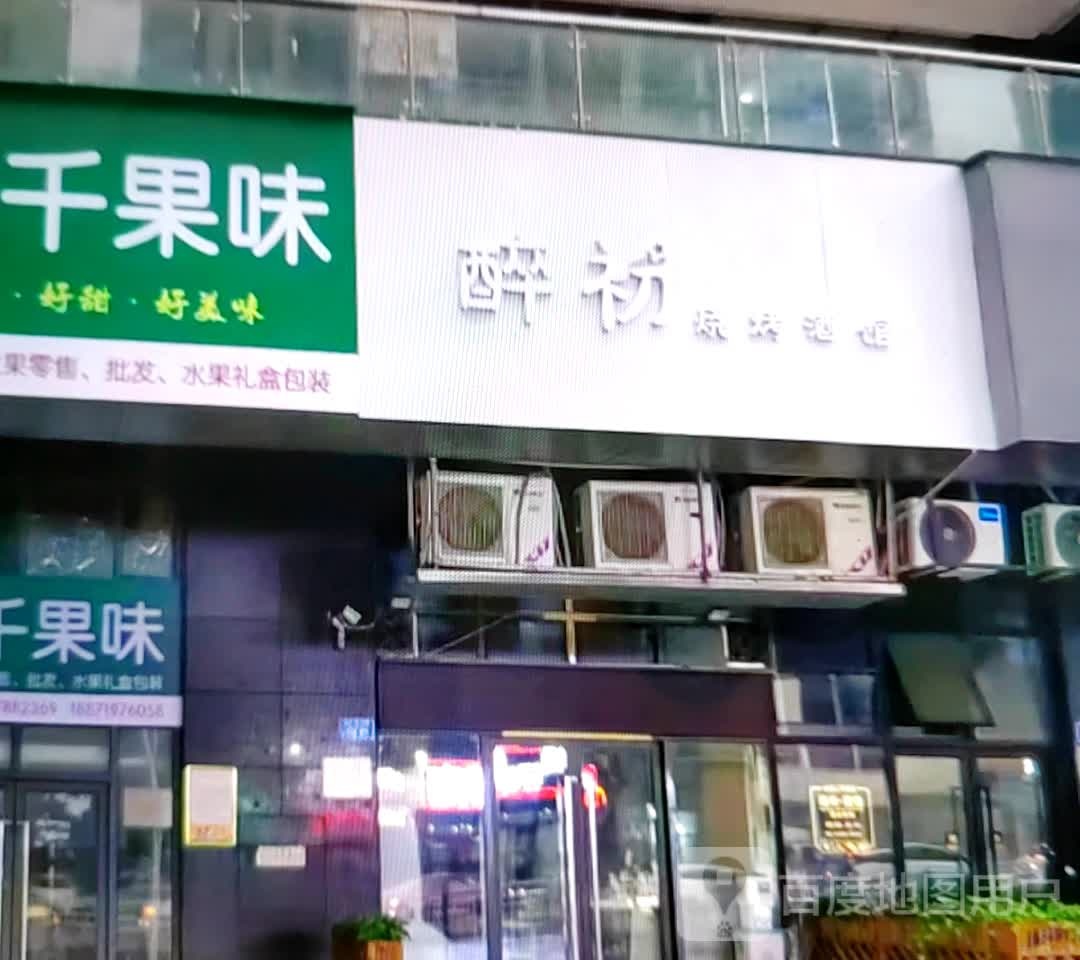 千果味
·好甜·好美味
果零售、批发、水果礼盒包装
醉初
烧烤酒馆
千果味
售、批发、水果礼盒包装
7882369 18871976058
百度地图用户